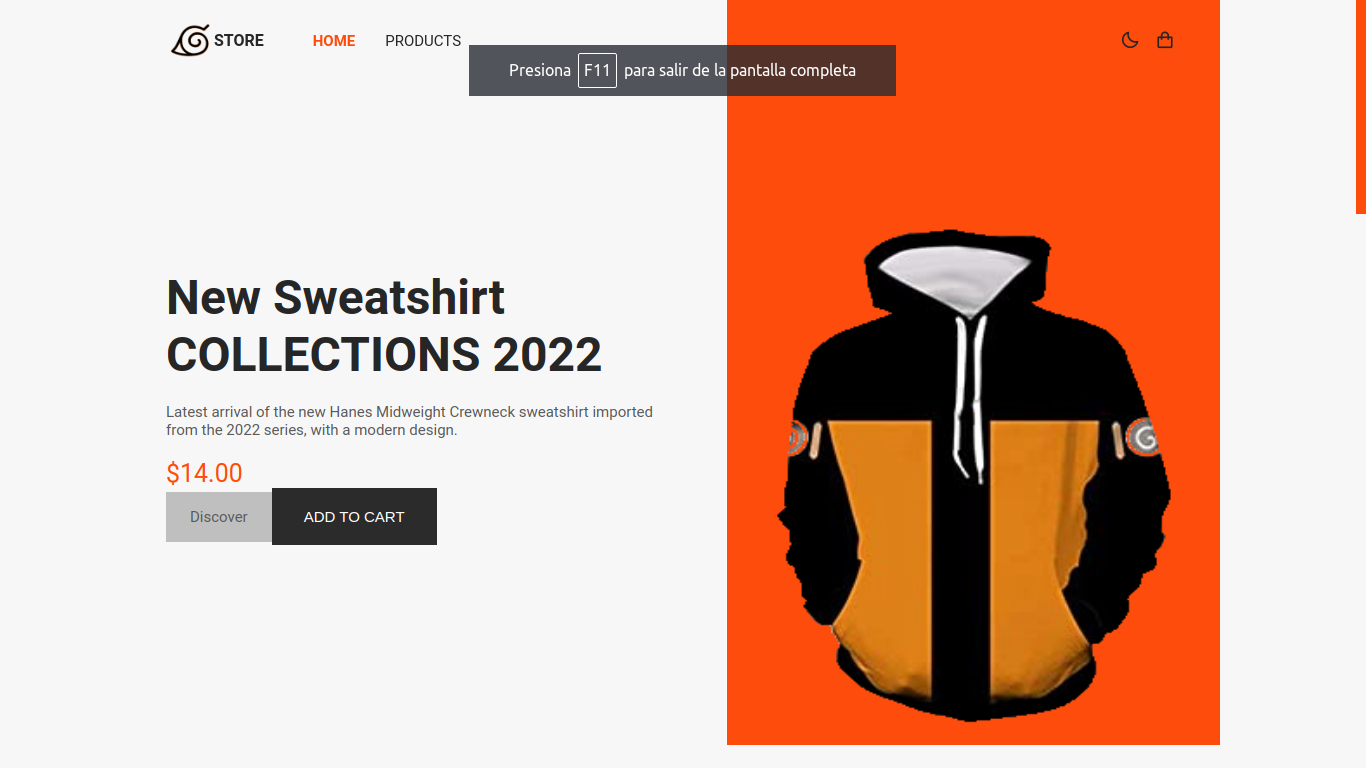 STORE
HOME
PRODUCTS
Presiona F11 para salir de la pantalla completa
New Sweatshirt
COLLECTIONS 2022
Latest arrival of the new Hanes Midweight Crewneck sweatshirt imported
from the 2022 series, with a modern design.
$14.00
Discover
ADD TO CART